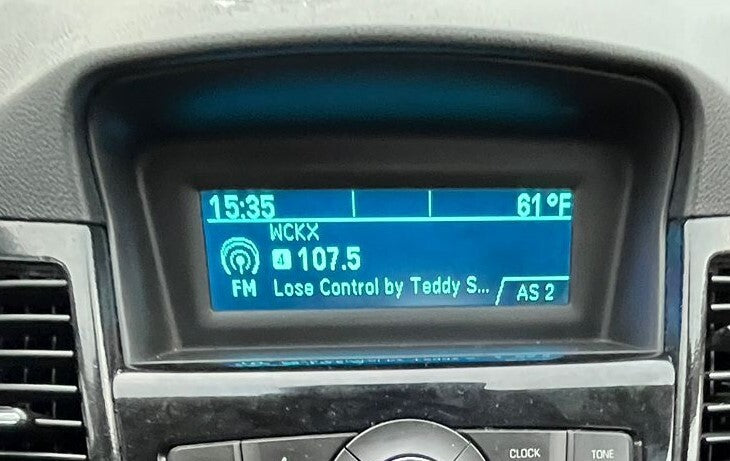 15:35 61°F
WCKX
4 107.5
FM Lose Control by Teddy S... AS 2
CLOCK TONE